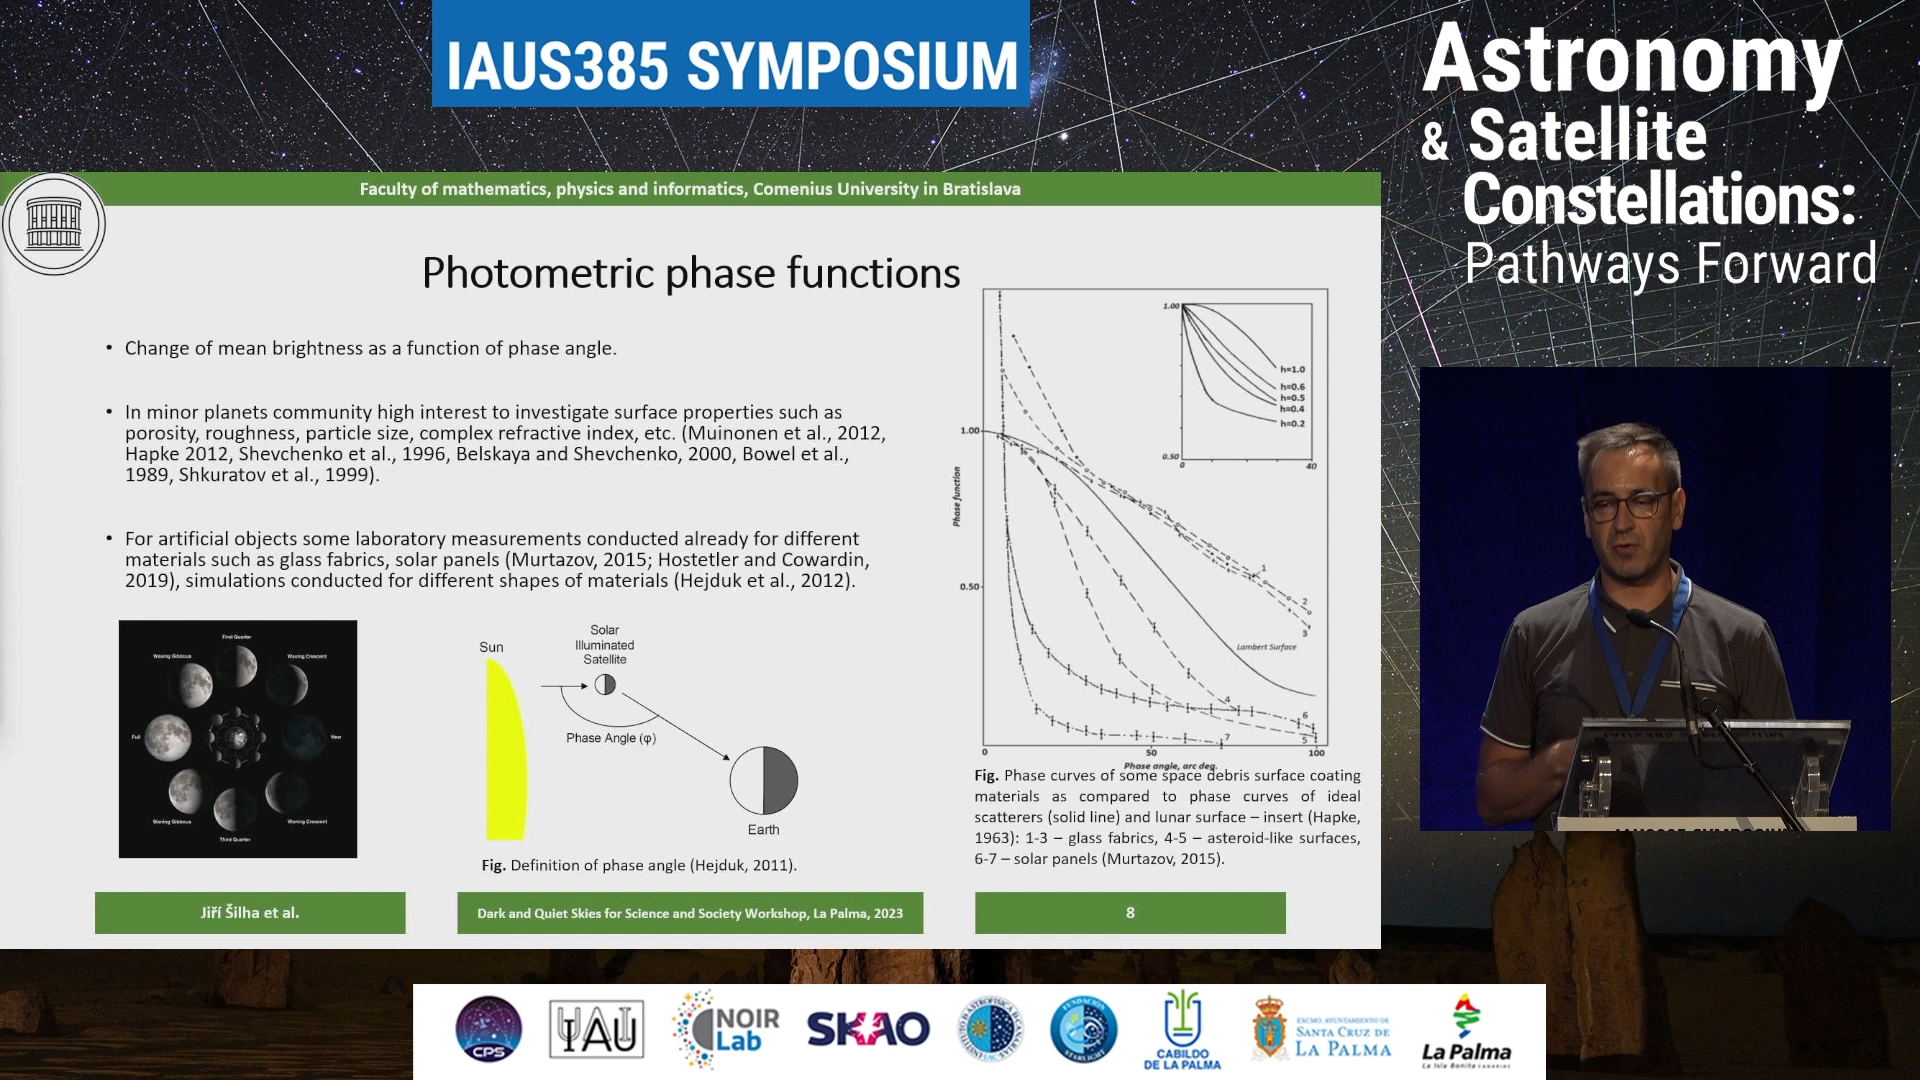 IAUS385 SYMPOSIUM
Astronomy
& Satellite
Constellations:
Pathways Forward
Faculty of mathematics, physics and informatics, Comenius University in Bratislava
Photometric phase functions
• Change of mean brightness as a function of phase angle.
• In minor planets community high interest to investigate surface properties such as
porosity, roughness, particle size, complex refractive index, etc. (Muinonen et al., 2012,
Hapke 2012, Shevchenko et al., 1996, Belskaya and Shevchenko, 2000, Bowel et al.,
1989, Shkuratov et al., 1999).
• For artificial objects some laboratory measurements conducted already for different
materials such as glass fabrics, solar panels (Murtazov, 2015; Hostetler and Cowardin,
2019), simulations conducted for different shapes of materials (Hejduk et al., 2012).
First Quarter
Waxing Gibbous
Waxing Crescent
Full
New
Waning Gibbous
Waning Crescent
Third Quarter
Sun
Solar
Illuminated
Satellite
Phase Angle (φ)
Earth
Fig. Definition of phase angle (Hejduk, 2011).
1.00
h=1.0
h=0.6
h=0.5
h=0.4
h=0.2
0.50
0
40
1.00
Phase function
0.50
1
2
3
Lambert Surface
4
6
5
7
0
50
100
Phase angle, arc deg.
Fig. Phase curves of some space debris surface coating
materials as compared to phase curves of ideal
scatterers (solid line) and lunar surface – insert (Hapke,
1963): 1-3 – glass fabrics, 4-5 – asteroid-like surfaces,
6-7 – solar panels (Murtazov, 2015).
Jiří Šilha et al.
Dark and Quiet Skies for Science and Society Workshop, La Palma, 2023
8
CPS
IAU
NOIR
Lab
SKAO
FUNDACIÓN
STARLIGHT
CABILDO
DE LA PALMA
EXCMO. AYUNTAMIENTO DE
SANTA CRUZ DE
LA PALMA
La Palma
La Isla Bonita